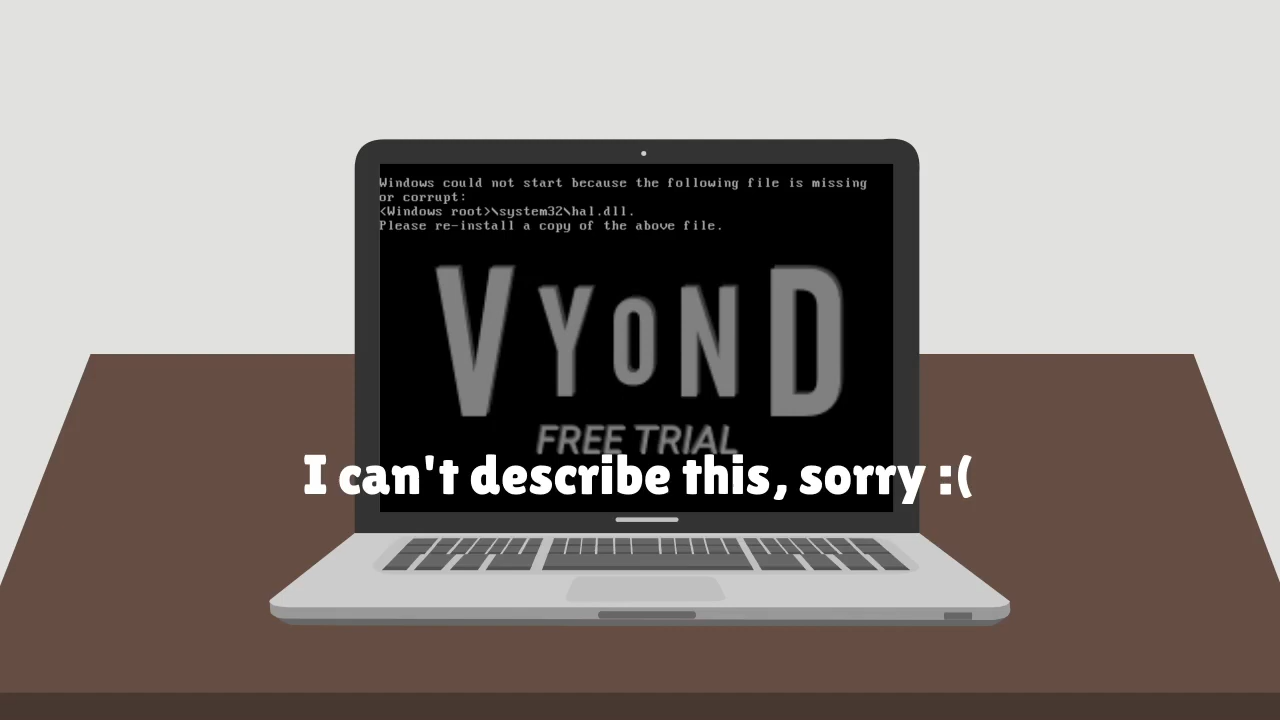 Windows could not start because the following file is missing
or corrupt:
<Windows root>\system32\hal.dll.
Please re-install a copy of the above file.
VYoND
FREE TRIAL
I can't describe this, sorry :(